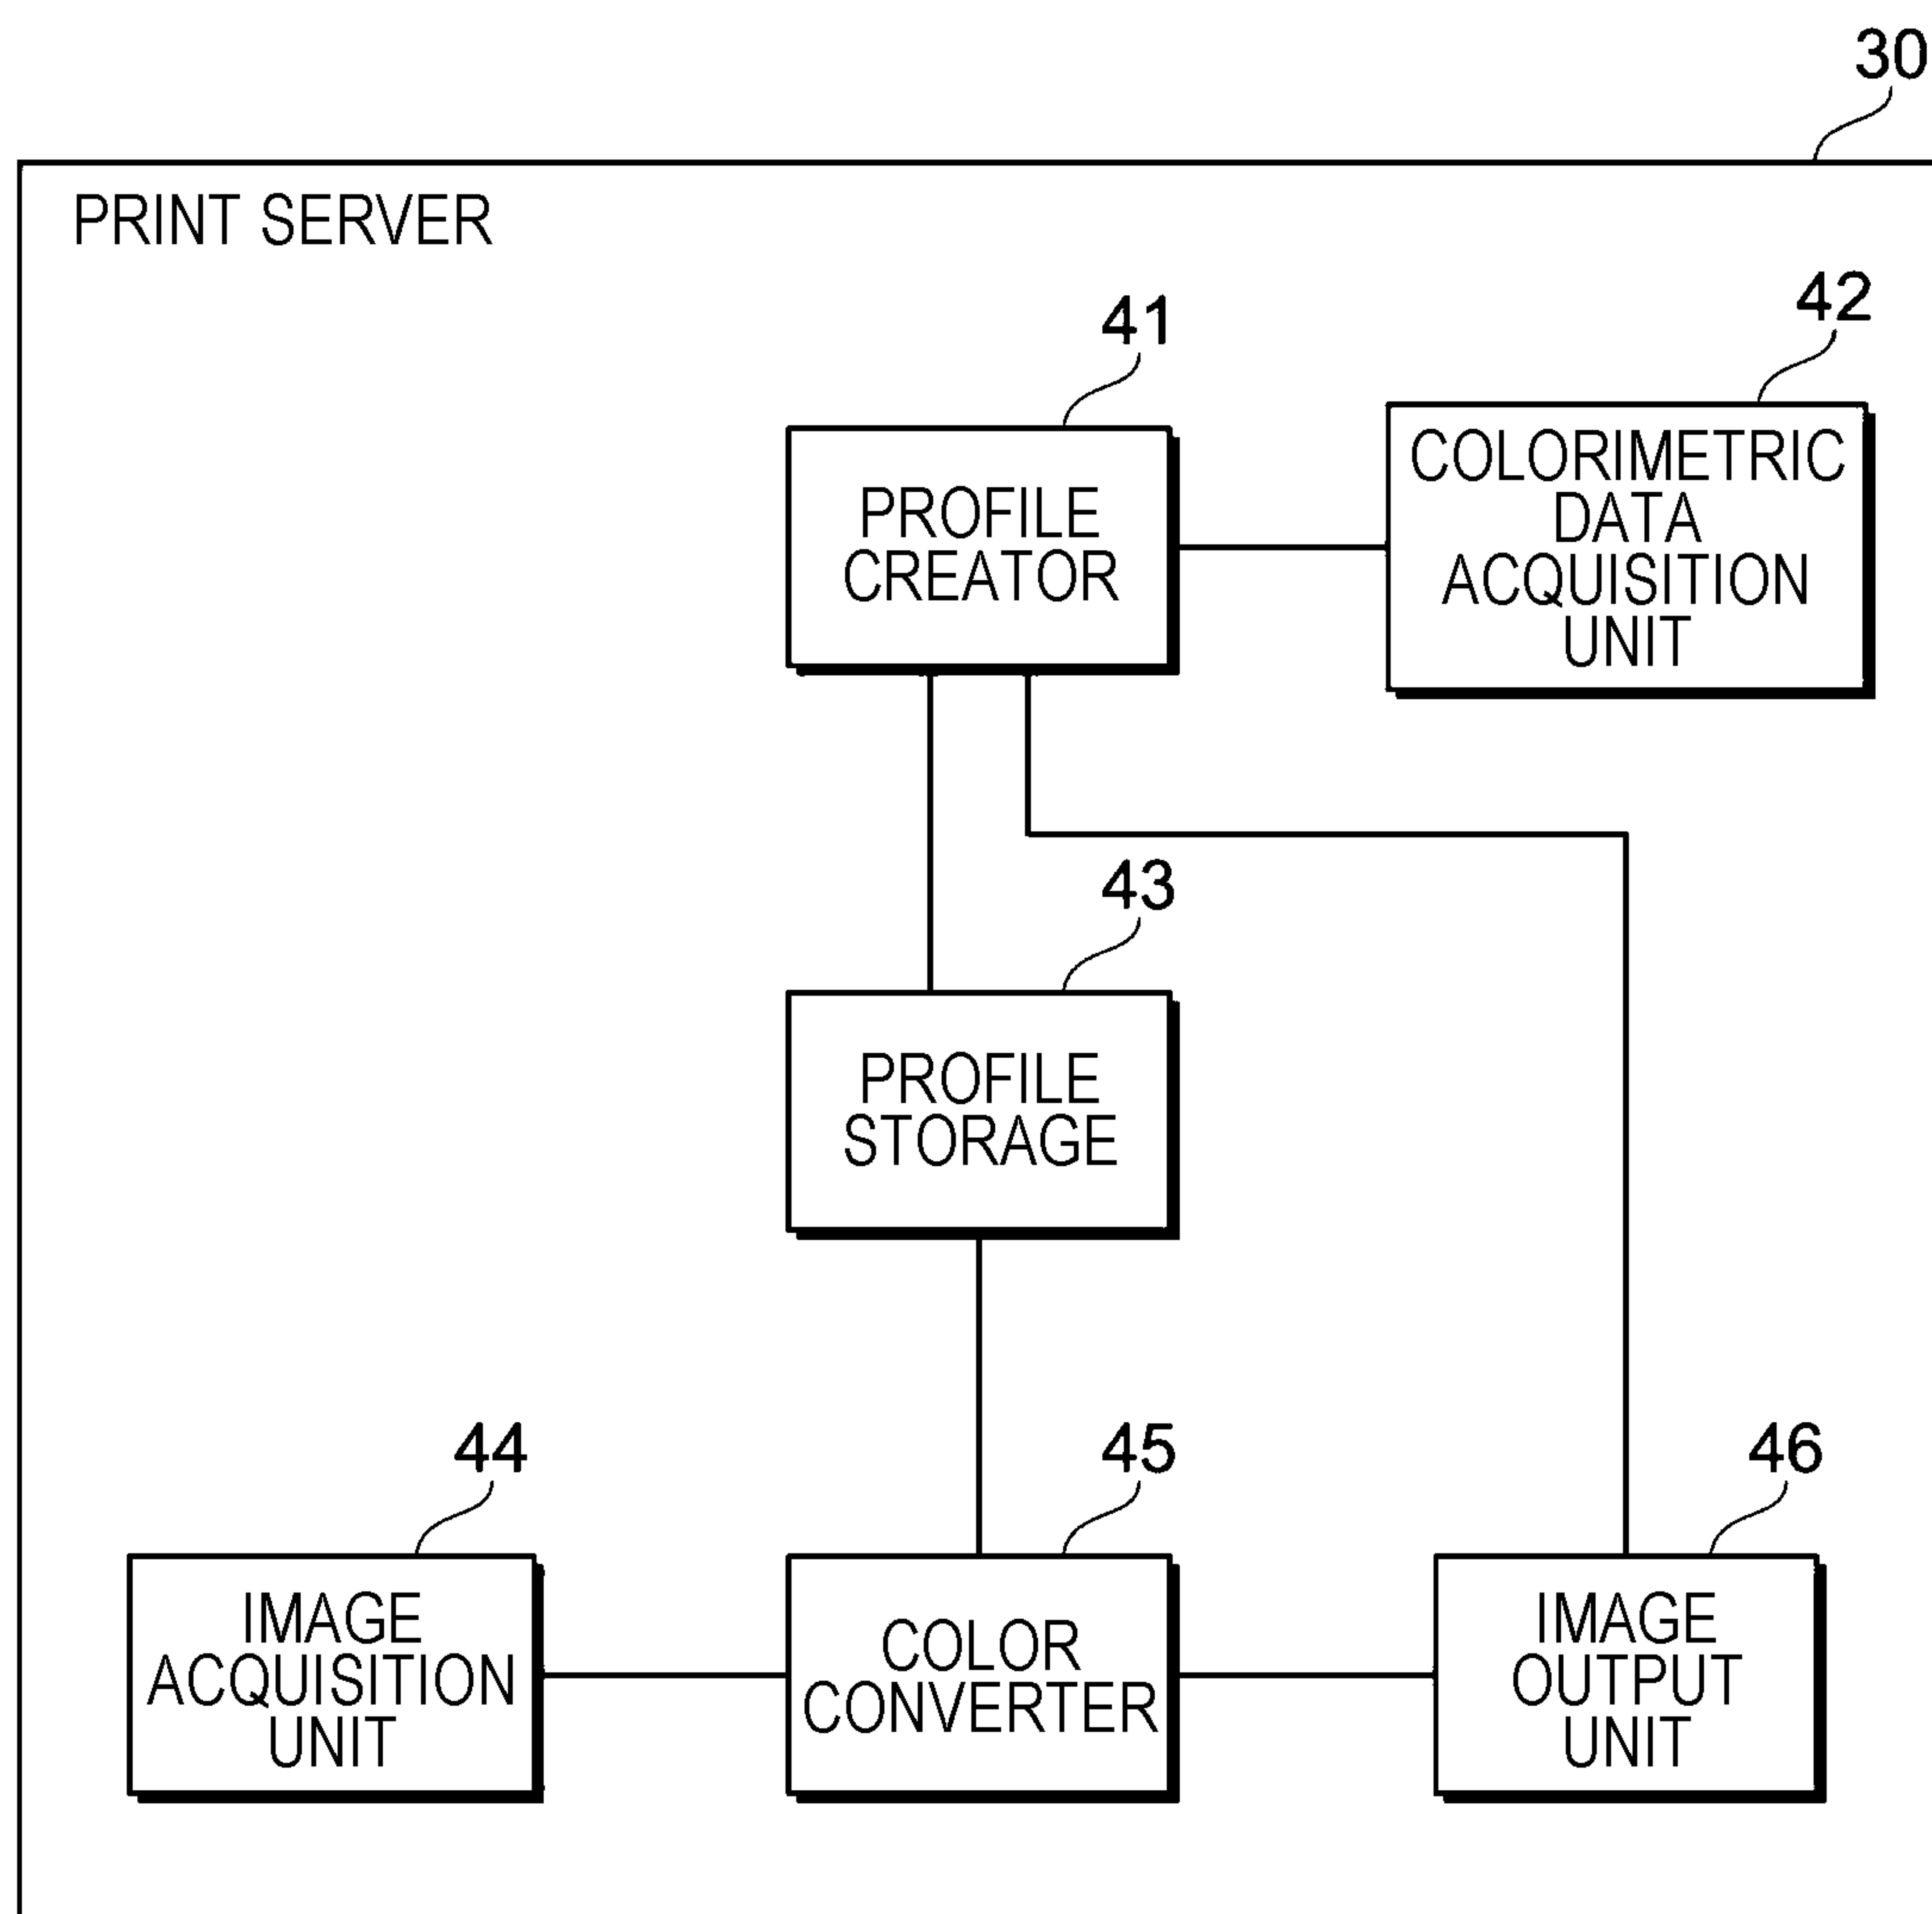 30
PRINT SERVER
41
42
PROFILE
CREATOR
COLORIMETRIC
DATA
ACQUISITION
UNIT
43
PROFILE
STORAGE
44
45
46
IMAGE
ACQUISITION
UNIT
COLOR
CONVERTER
IMAGE
OUTPUT
UNIT